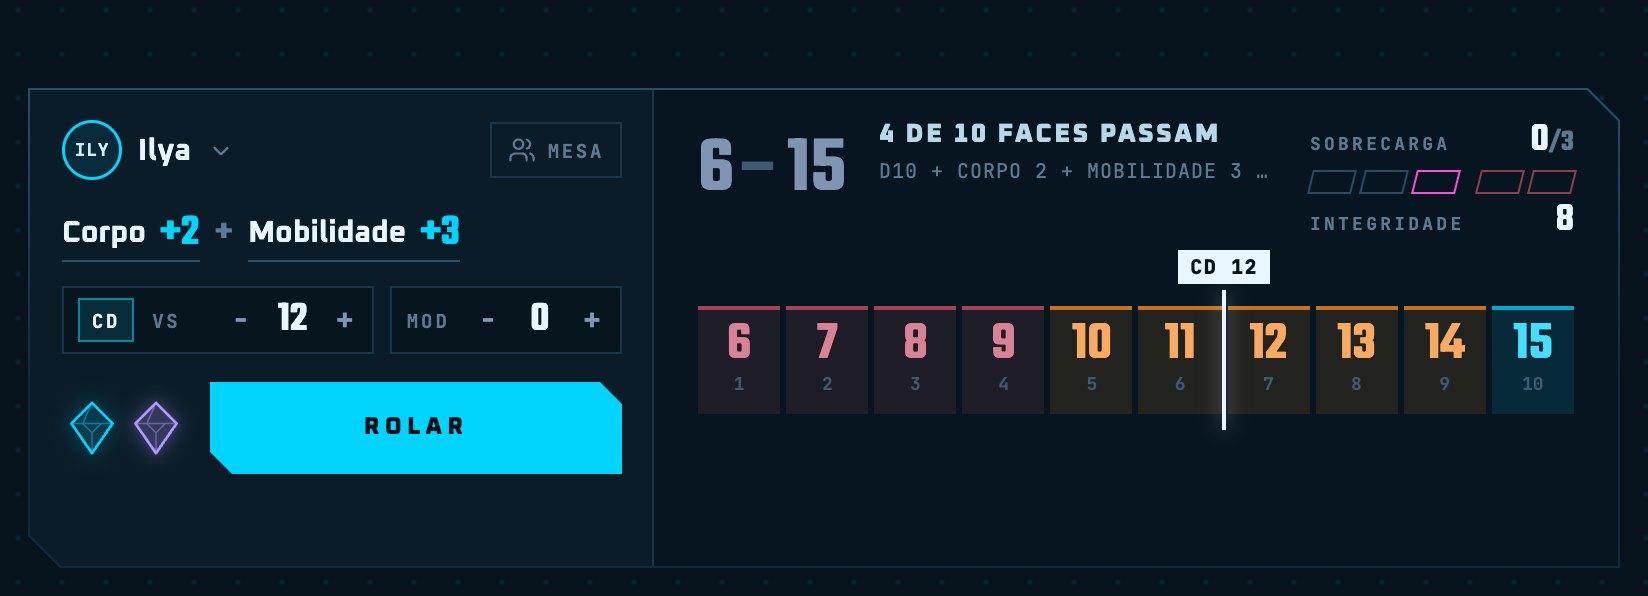 ILY Ilya MESA
Corpo +2 + Mobilidade +3
CD VS - 12 +
MOD - 0 +
ROLAR
6–15
4 DE 10 FACES PASSAM
D10 + CORPO 2 + MOBILIDADE 3 …
SOBRECARGA 0/3
INTEGRIDADE 8
CD 12
6 7 8 9 10 11 12 13 14 15
1 2 3 4 5 6 7 8 9 10